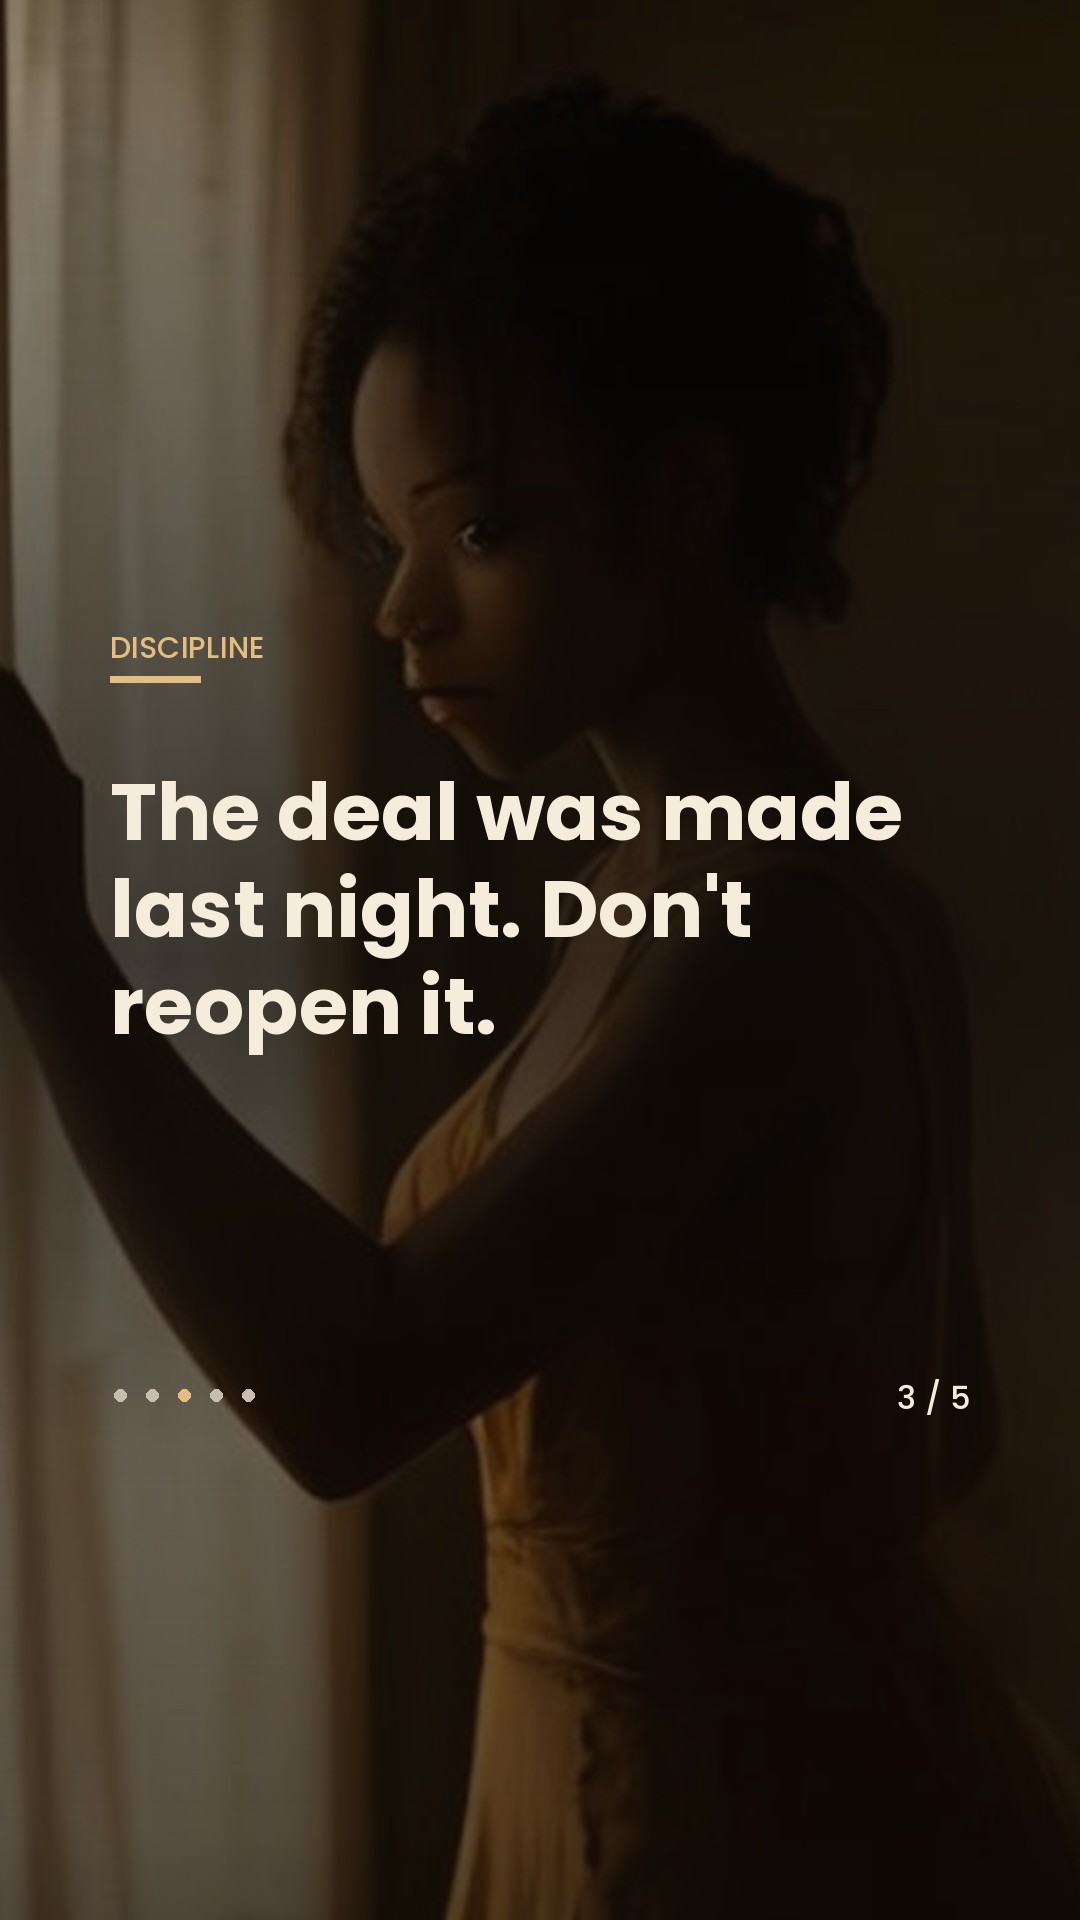 DISCIPLINE
The deal was made
last night. Don't
reopen it.
3 / 5